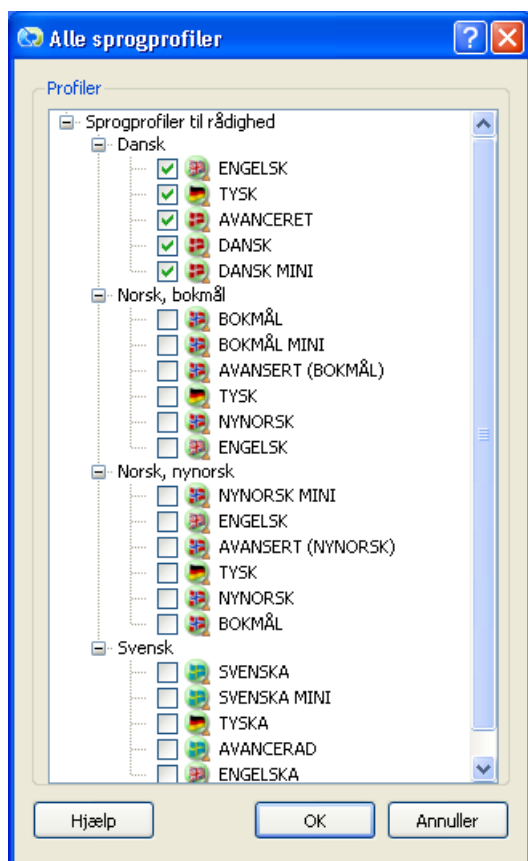 Alle sprogprofiler
Profiler
Sprogprofiler til rådighed
Dansk
ENGELSK
TYSK
AVANCERET
DANSK
DANSK MINI
Norsk, bokmål
BOKMÅL
BOKMÅL MINI
AVANSERT (BOKMÅL)
TYSK
NYNORSK
ENGELSK
Norsk, nynorsk
NYNORSK MINI
ENGELSK
AVANSERT (NYNORSK)
TYSK
NYNORSK
BOKMÅL
Svensk
SVENSKA
SVENSKA MINI
TYSKA
AVANCERAD
ENGELSKA
Hjælp OK Annuller